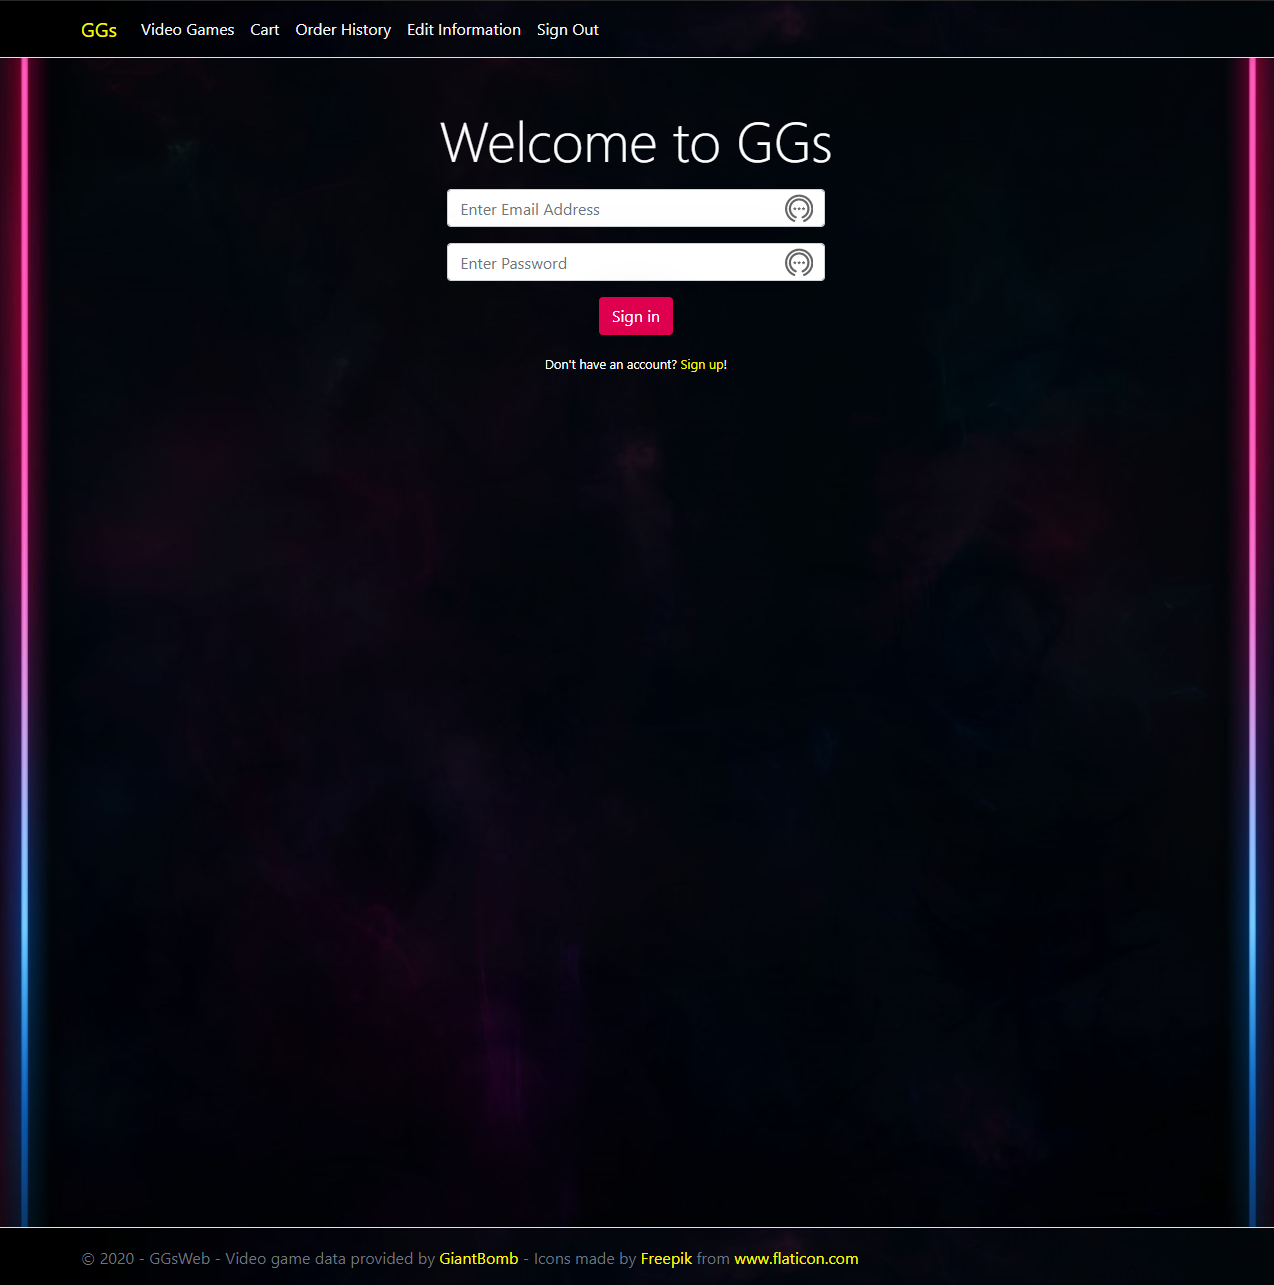 GGs Video Games Cart Order History Edit Information Sign Out
Welcome to GGs
Enter Email Address
Enter Password
Sign in
Don't have an account? Sign up!
© 2020 - GGsWeb - Video game data provided by GiantBomb - Icons made by Freepik from www.flaticon.com